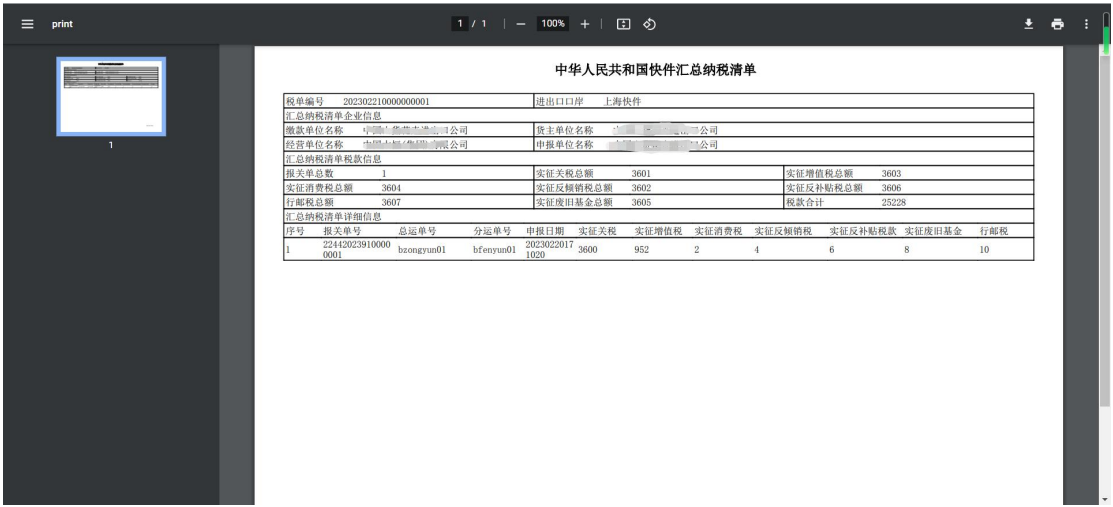 print
1 / 1
100%
1
中华人民共和国快件汇总纳税清单
税单编号 202302210000000001 进出口口岸 上海快件
汇总纳税清单企业信息
缴款单位名称 公司 货主单位名称 公司
经营单位名称 公司 申报单位名称 公司
汇总纳税清单税款信息
报关单总数 1 实征关税总额 3601 实征增值税总额 3603
实征消费税总额 3604 实征反倾销税总额 3602 实征反补贴税总额 3606
行邮税总额 3607 实征废旧基金总额 3605 税款合计 25228
汇总纳税清单详细信息
序号 报关单号 总运单号 分运单号 申报日期 实征关税 实征增值税 实征消费税 实征反倾销税 实征反补贴税款 实征废旧基金 行邮税
1 22442023910000 0001 bzongyun01 bfenyun01 2023022017 1020 3600 952 2 4 6 8 10